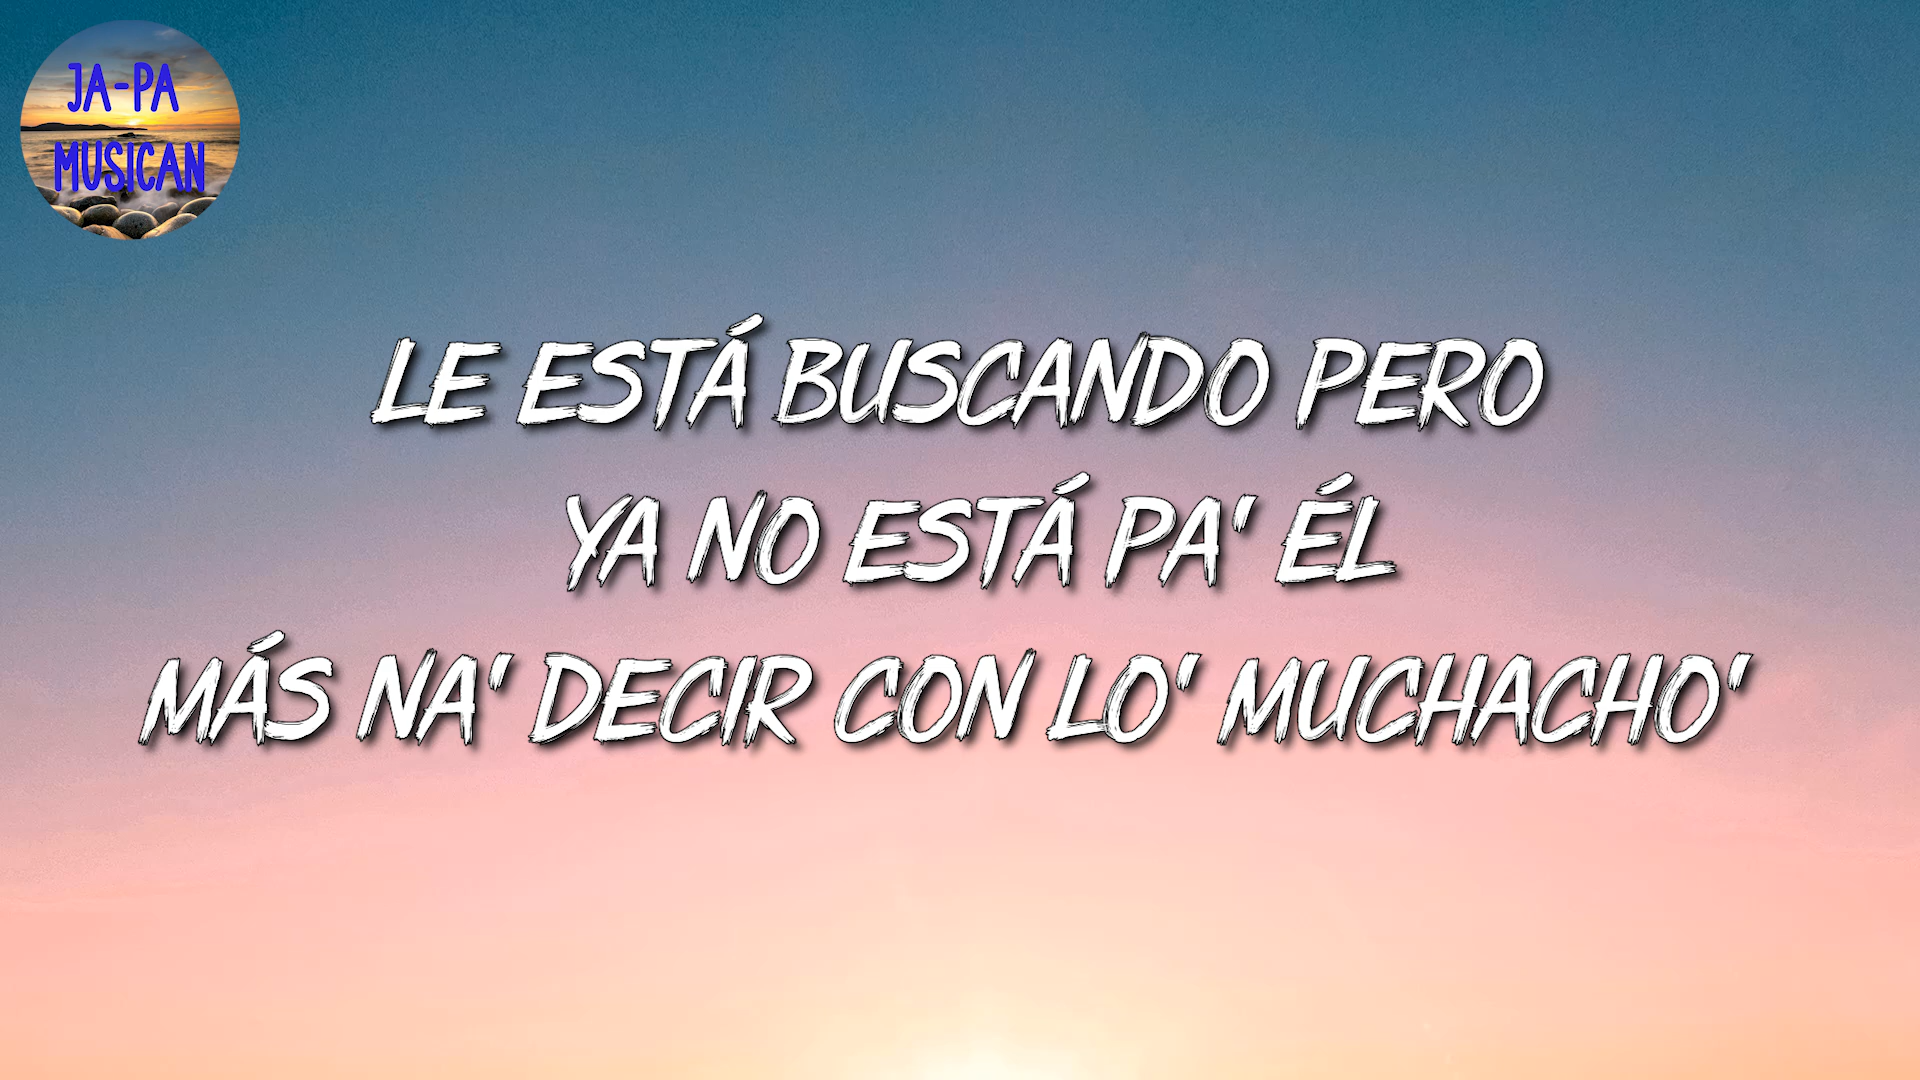 JA-PA
MUSICAN
LE ESTÁ BUSCANDO PERO
YA NO ESTÁ PA' ÉL
MÁS NA' DECIR CON LO' MUCHACHO'